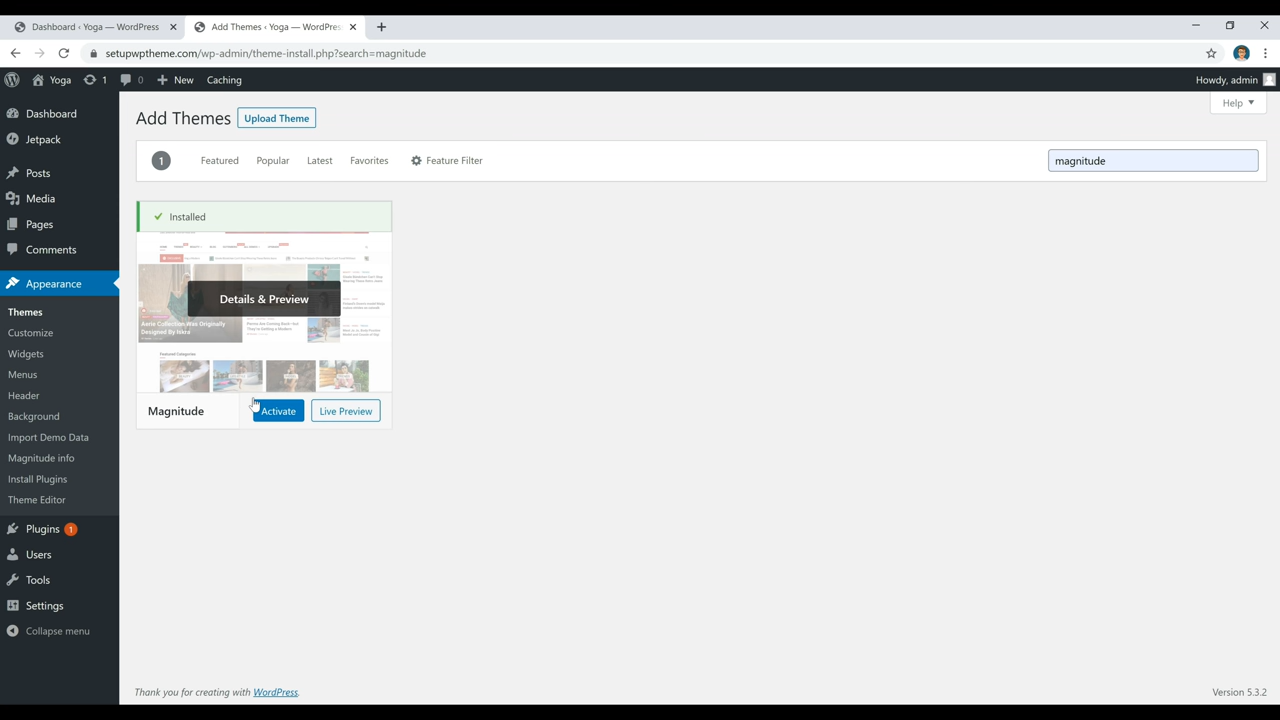 Dashboard ‹ Yoga — WordPress
Add Themes ‹ Yoga — WordPres
setupwptheme.com/wp-admin/theme-install.php?search=magnitude
Yoga 1 0 New Caching Howdy, admin
Help
Dashboard
Jetpack
Posts
Media
Pages
Comments
Appearance
Themes
Customize
Widgets
Menus
Header
Background
Import Demo Data
Magnitude info
Install Plugins
Theme Editor
Plugins 1
Users
Tools
Settings
Collapse menu
Add Themes Upload Theme
1 Featured Popular Latest Favorites Feature Filter magnitude
Installed
Details & Preview
Aerie Collection Was Originally
Featured Categories
Magnitude Activate Live Preview
Thank you for creating with WordPress.
Version 5.3.2